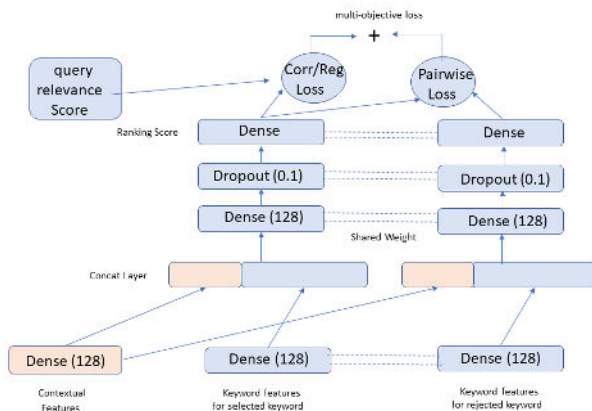 multi-objective loss
+
query
relevance
Score
Corr/Reg
Loss
Pairwise
Loss
Ranking Score
Dense
Dense
Dropout (0.1)
Dropout (0.1)
Dense (128)
Dense (128)
Shared Weight
Concat Layer
Dense (128)
Dense (128)
Dense (128)
Contextual
Features
Keyword features
for selected keyword
Keyword features
for rejected keyword